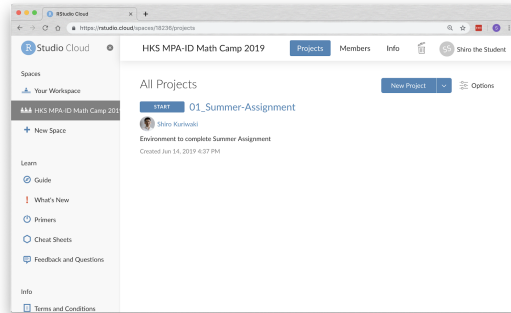 RStudio Cloud
https://rstudio.cloud/spaces/18236/projects
R Studio Cloud
HKS MPA-ID Math Camp 2019
Projects
Members
Info
SS
Shiro the Student
Spaces
Your Workspace
HKS MPA-ID Math Camp 201
New Space
Learn
Guide
What's New
Primers
Cheat Sheets
Feedback and Questions
Info
Terms and Conditions
All Projects
New Project
Options
START 01_Summer-Assignment
Shiro Kuriwaki
Environment to complete Summer Assignment
Created Jun 14, 2019 4:37 PM